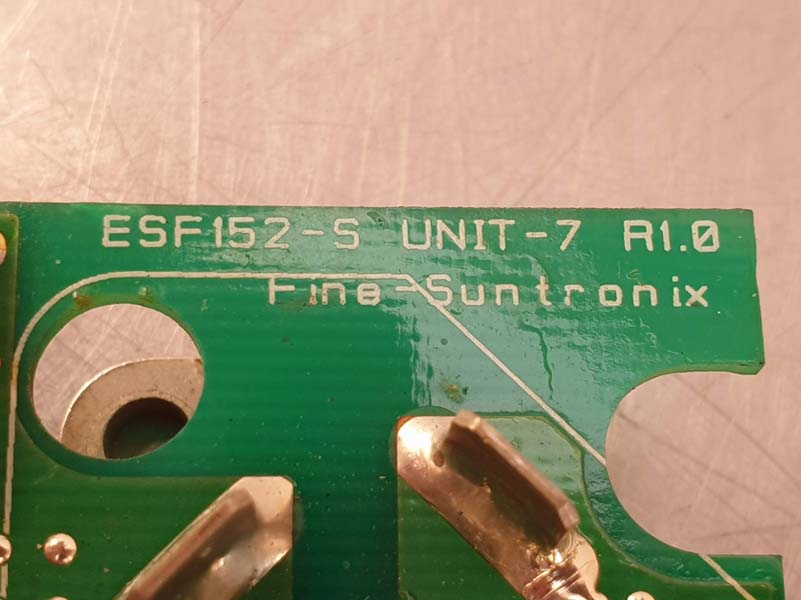 ESF152-S UNIT-7 R1.0
Fine-Suntronix